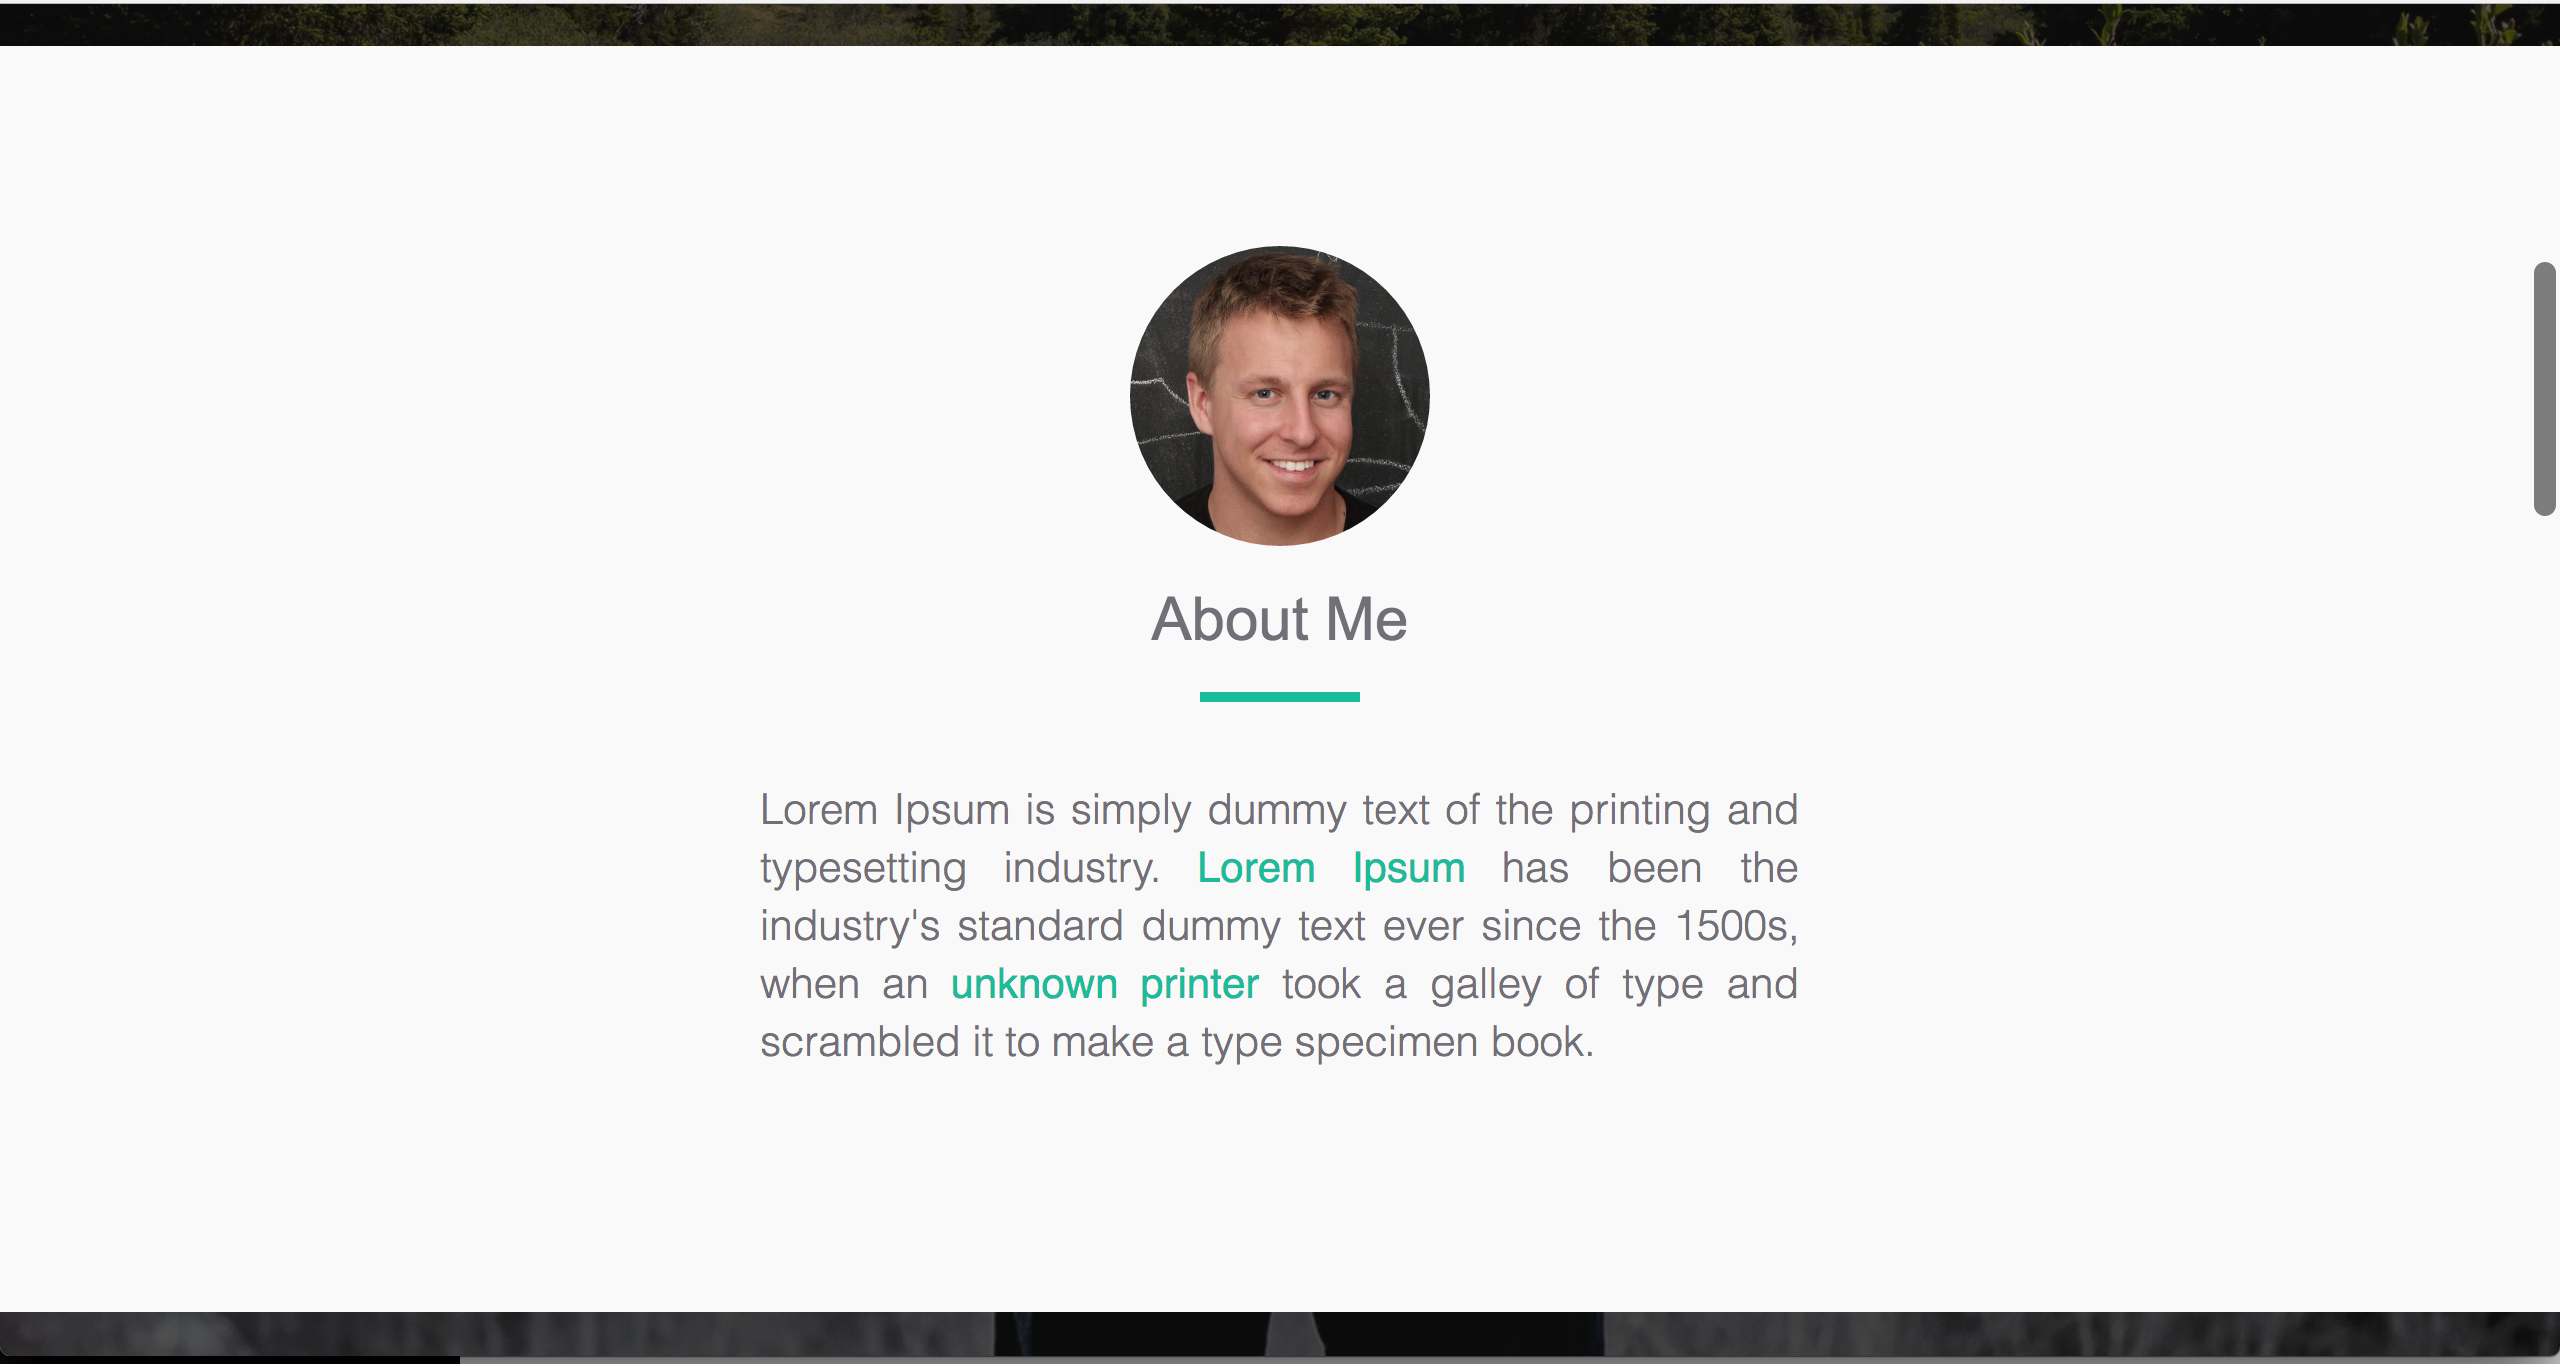 About Me
Lorem Ipsum is simply dummy text of the printing and
typesetting industry. Lorem Ipsum has been the
industry's standard dummy text ever since the 1500s,
when an unknown printer took a galley of type and
scrambled it to make a type specimen book.